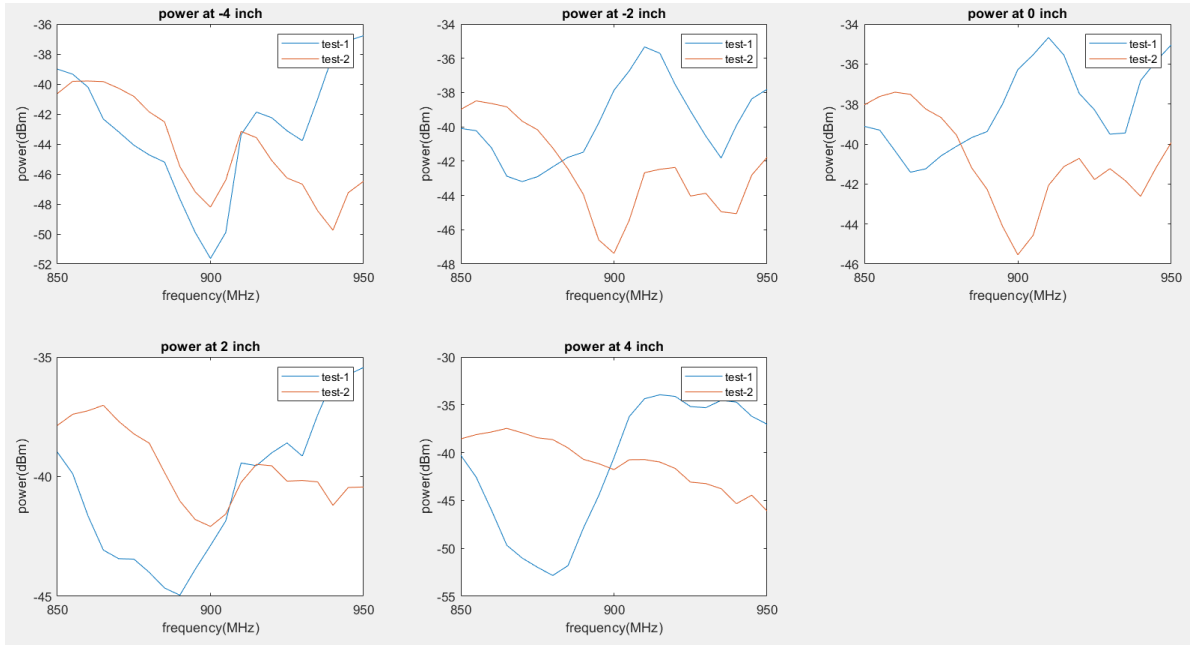 power at -4 inch
-36
-38
-40
-42
-44
-46
-48
-50
-52
power(dBm)
850
900
950
frequency(MHz)
test-1
test-2
power at -2 inch
-34
-36
-38
-40
-42
-44
-46
-48
power(dBm)
850
900
950
frequency(MHz)
test-1
test-2
power at 0 inch
-34
-36
-38
-40
-42
-44
-46
power(dBm)
850
900
950
frequency(MHz)
test-1
test-2
power at 2 inch
-35
-40
-45
power(dBm)
850
900
950
frequency(MHz)
test-1
test-2
power at 4 inch
-30
-35
-40
-45
-50
-55
power(dBm)
850
900
950
frequency(MHz)
test-1
test-2